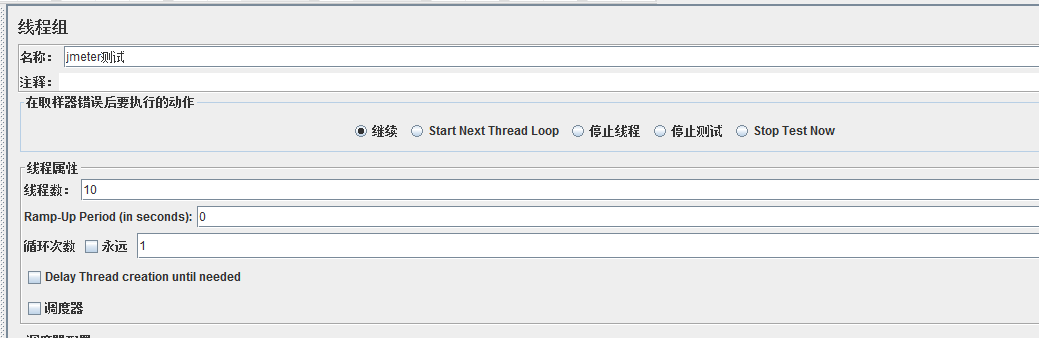 线程组
名称： jmeter测试
注释：
在取样器错误后要执行的动作
继续 Start Next Thread Loop 停止线程 停止测试 Stop Test Now
线程属性
线程数： 10
Ramp-Up Period (in seconds): 0
循环次数 永远 1
Delay Thread creation until needed
调度器